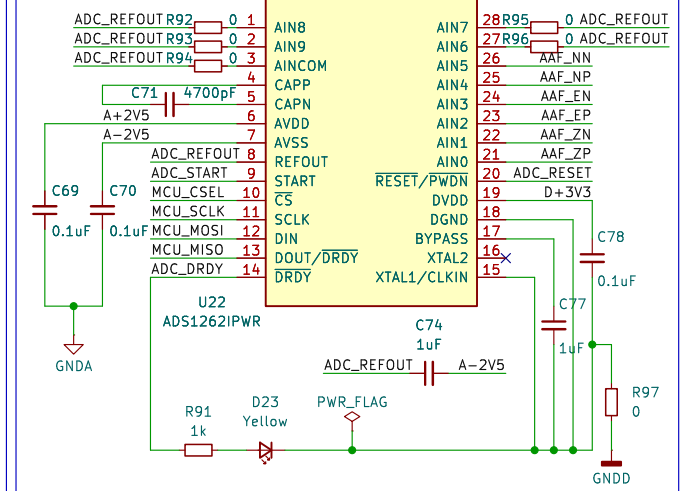 ADC_REFOUT R92 0 1 AIN8 AIN7 28 R95 0 ADC_REFOUT
ADC_REFOUT R93 0 2 AIN9 AIN6 27 R96 0 ADC_REFOUT
ADC_REFOUT R94 0 3 AINCOM AIN5 26 AAF_NN
4 CAPP AIN4 25 AAF_NP
C71 4700pF 5 CAPN AIN3 24 AAF_EN
A+2V5 6 AVDD AIN2 23 AAF_EP
A-2V5 7 AVSS AIN1 22 AAF_ZN
ADC_REFOUT 8 REFOUT AIN0 21 AAF_ZP
ADC_START 9 START RESET/PWDN 20 ADC_RESET
MCU_CSEL 10 CS DVDD 19 D+3V3
MCU_SCLK 11 SCLK DGND 18
MCU_MOSI 12 DIN BYPASS 17
MCU_MISO 13 DOUT/DRDY XTAL2 16
ADC_DRDY 14 DRDY XTAL1/CLKIN 15
C69
0.1uF
C70
0.1uF
C78
0.1uF
U22
ADS1262IPWR
C77
1uF
GNDA
C74
1uF
ADC_REFOUT A-2V5
R97
0
R91
1k
D23
Yellow
PWR_FLAG
GNDD